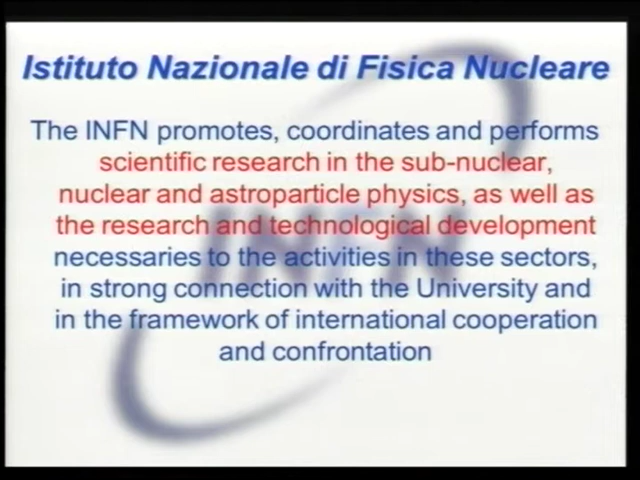 Istituto Nazionale di Fisica Nucleare
The INFN promotes, coordinates and performs
scientific research in the sub-nuclear,
nuclear and astroparticle physics, as well as
the research and technological development
necessaries to the activities in these sectors,
in strong connection with the University and
in the framework of international cooperation
and confrontation
INFN